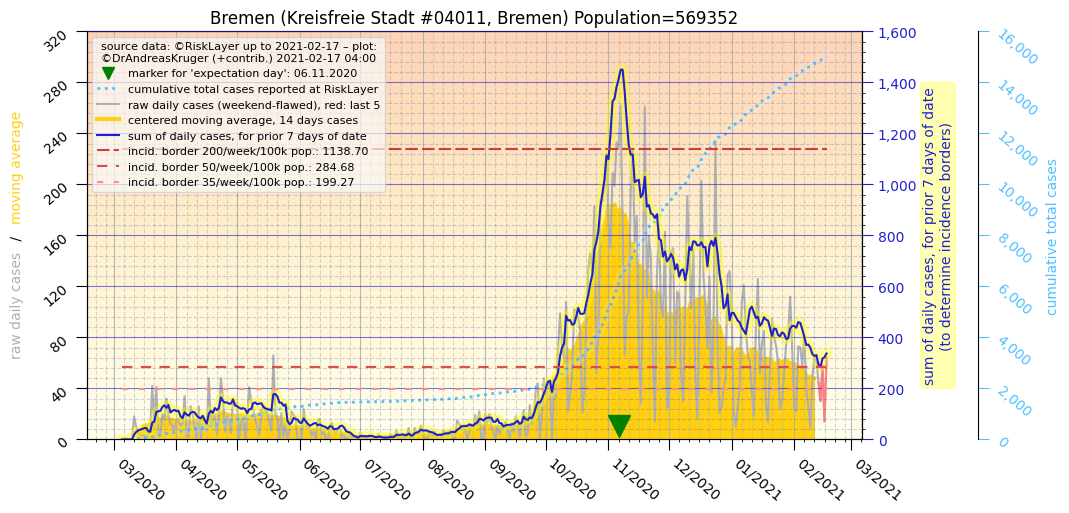 Bremen (Kreisfreie Stadt #04011, Bremen) Population=569352
source data: ©RiskLayer up to 2021-02-17 – plot:
©DrAndreasKruger (+contrib.) 2021-02-17 04:00
marker for 'expectation day': 06.11.2020
cumulative total cases reported at RiskLayer
raw daily cases (weekend-flawed), red: last 5
centered moving average, 14 days cases
sum of daily cases, for prior 7 days of date
incid. border 200/week/100k pop.: 1138.70
incid. border 50/week/100k pop.: 284.68
incid. border 35/week/100k pop.: 199.27
raw daily cases / moving average
320
280
240
200
160
120
80
40
0
03/2020
04/2020
05/2020
06/2020
07/2020
08/2020
09/2020
10/2020
11/2020
12/2020
01/2021
02/2021
03/2021
1,600
1,400
1,200
1,000
800
600
400
200
0
sum of daily cases, for prior 7 days of date
(to determine incidence borders)
16,000
14,000
12,000
10,000
8,000
6,000
4,000
2,000
0
cumulative total cases